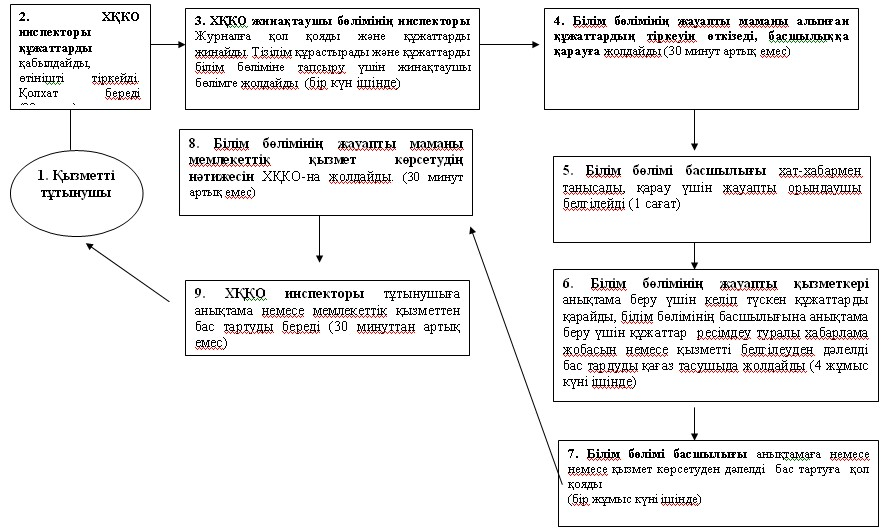 2. ХҚКО
инспекторы
құжаттарды
қабылдайды,
өтінішті тіркейді.
Қолхат береді
3. ХҚКО жинақтаушы бөлімінің инспекторы
Журналға қол қояды және құжаттарды
жинайды. Тізілім құрастырады және құжаттарды
білім бөліміне тапсыру үшін жинақтаушы
бөлімге жолдайды (бір күн ішінде)
4. Білім бөлімінің жауапты маманы алынған
құжаттардың тіркеуін өткізеді, басшылыққа
қарауға жолдайды (30 минут артық емес)
8. Білім бөлімінің жауапты маманы
мемлекеттік қызмет көрсетудің
нәтижесін ХҚКО-на жолдайды. (30 минут
артық емес)
1. Қызметті
тұтынушы
5. Білім бөлімі басшылығы хат-хабармен
танысады, қарау үшін жауапты орындаушы
белгілейді (1 сағат)
9. ХҚКО инспекторы тұтынушыға
анықтама немесе мемлекеттік қызметтен
бас тартуды береді (30 минуттан артық
емес)
6. Білім бөлімінің жауапты қызметкері
анықтама беру үшін келіп түскен құжаттарды
қарайды, білім бөлімінің басшылығына анықтама
беру үшін құжаттар ресімдеу туралы хабарлама
жобасын немесе қызметті белгілеуден дәлелді
бас тардуды қағаз тасушыда жолдайды (4 жұмыс
күні ішінде)
7. Білім бөлімі басшылығы анықтамаға немесе
немесе қызмет көрсетуден дәлелді бас тартуға қол
қояды
(бір жұмыс күні ішінде)